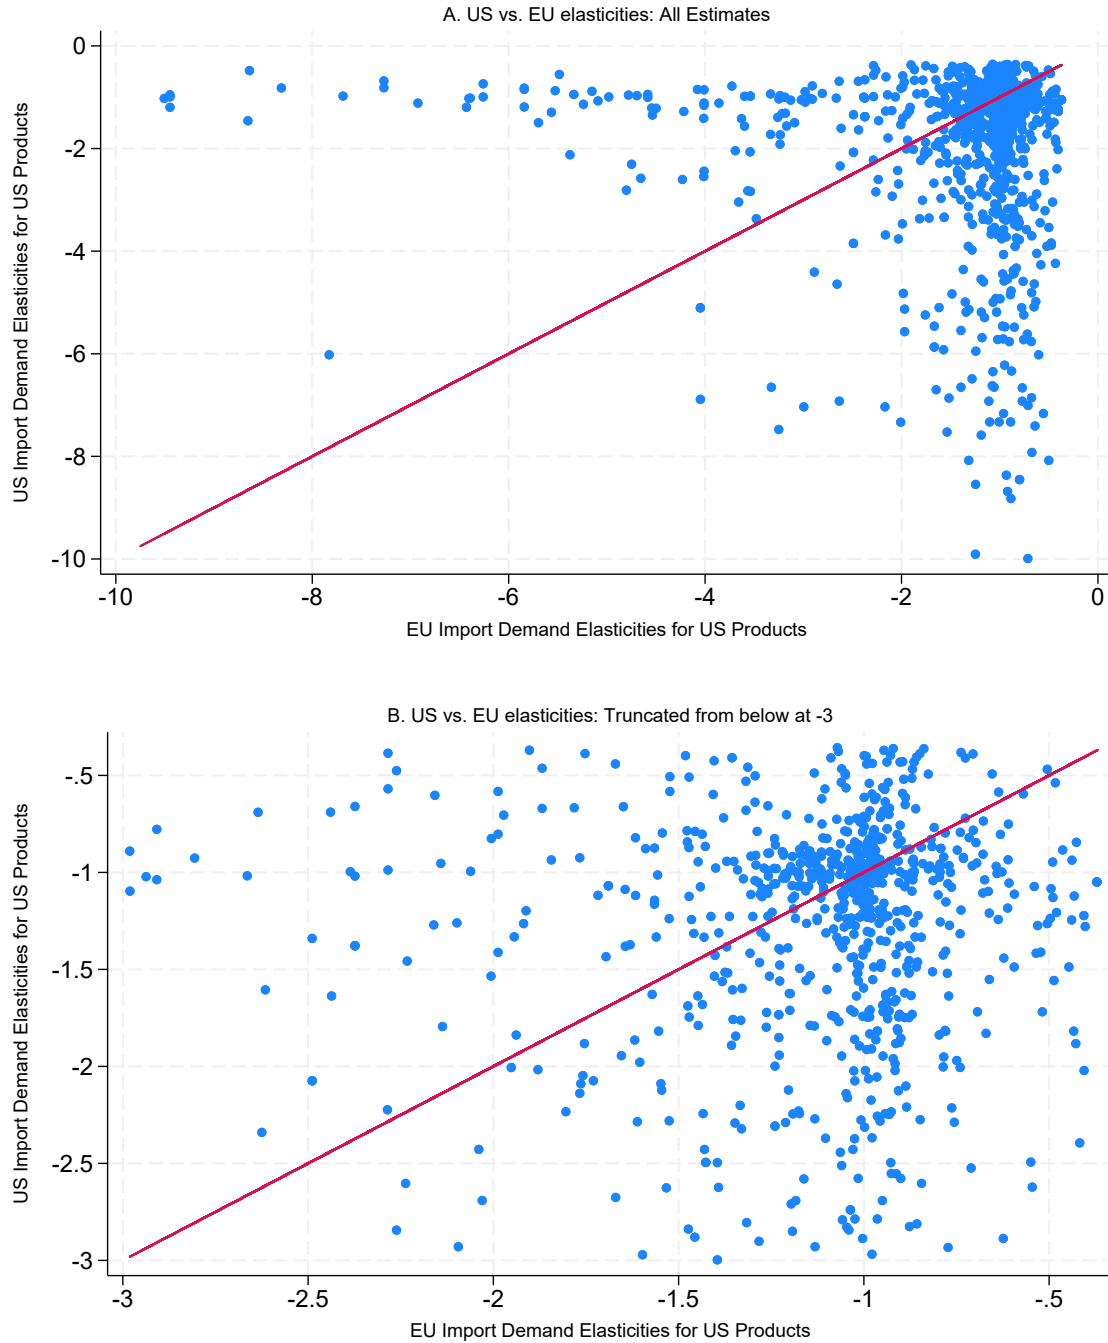 A. US vs. EU elasticities: All Estimates
US Import Demand Elasticities for US Products
0
-2
-4
-6
-8
-10
-10 -8 -6 -4 -2 0
EU Import Demand Elasticities for US Products
B. US vs. EU elasticities: Truncated from below at -3
US Import Demand Elasticities for US Products
-.5
-1
-1.5
-2
-2.5
-3
-3 -2.5 -2 -1.5 -1 -.5
EU Import Demand Elasticities for US Products